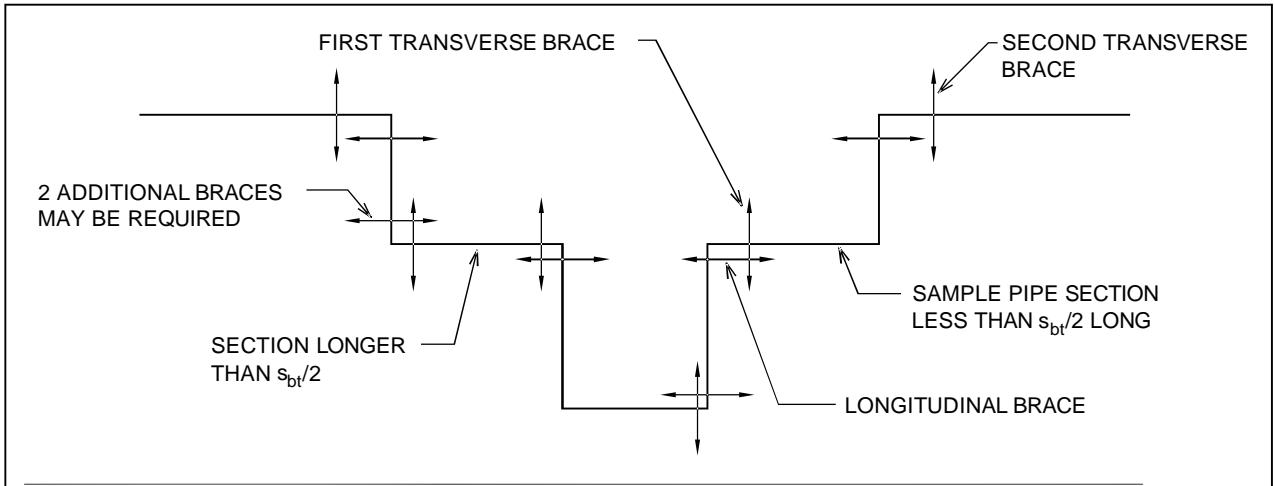 FIRST TRANSVERSE BRACE
SECOND TRANSVERSE
BRACE
2 ADDITIONAL BRACES
MAY BE REQUIRED
SAMPLE PIPE SECTION
LESS THAN sbt/2 LONG
SECTION LONGER
THAN sbt/2
LONGITUDINAL BRACE